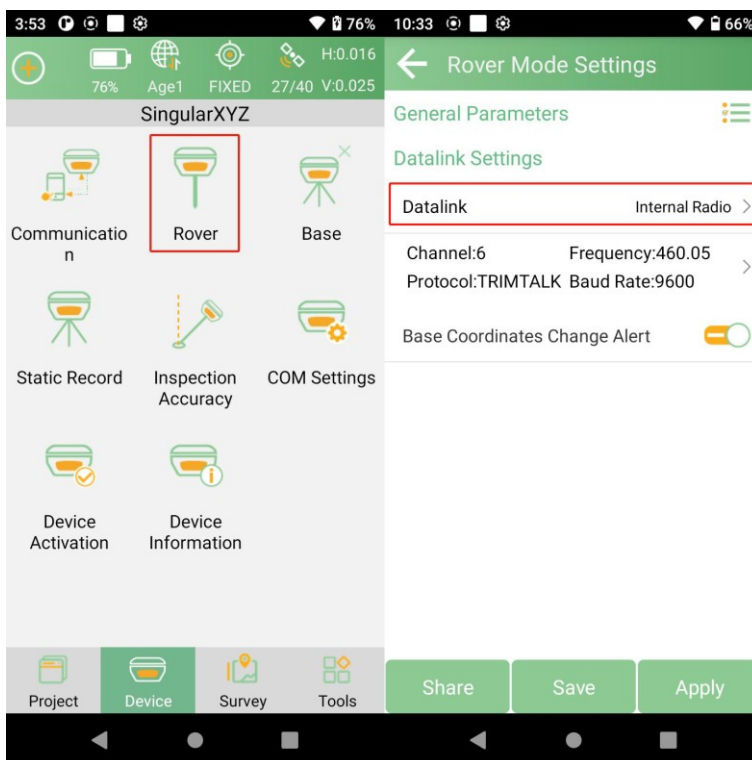 3:53
76%
H:0.016
76%
Age1
FIXED
27/40
V:0.025
SingularXYZ
Communicatio
n
Rover
Base
Static Record
Inspection
Accuracy
COM Settings
Device
Activation
Device
Information
Project
Device
Survey
Tools
10:33
66%
Rover Mode Settings
General Parameters
Datalink Settings
Datalink
Internal Radio
Channel:6
Frequency:460.05
Protocol:TRIMTALK
Baud Rate:9600
Base Coordinates Change Alert
Share
Save
Apply